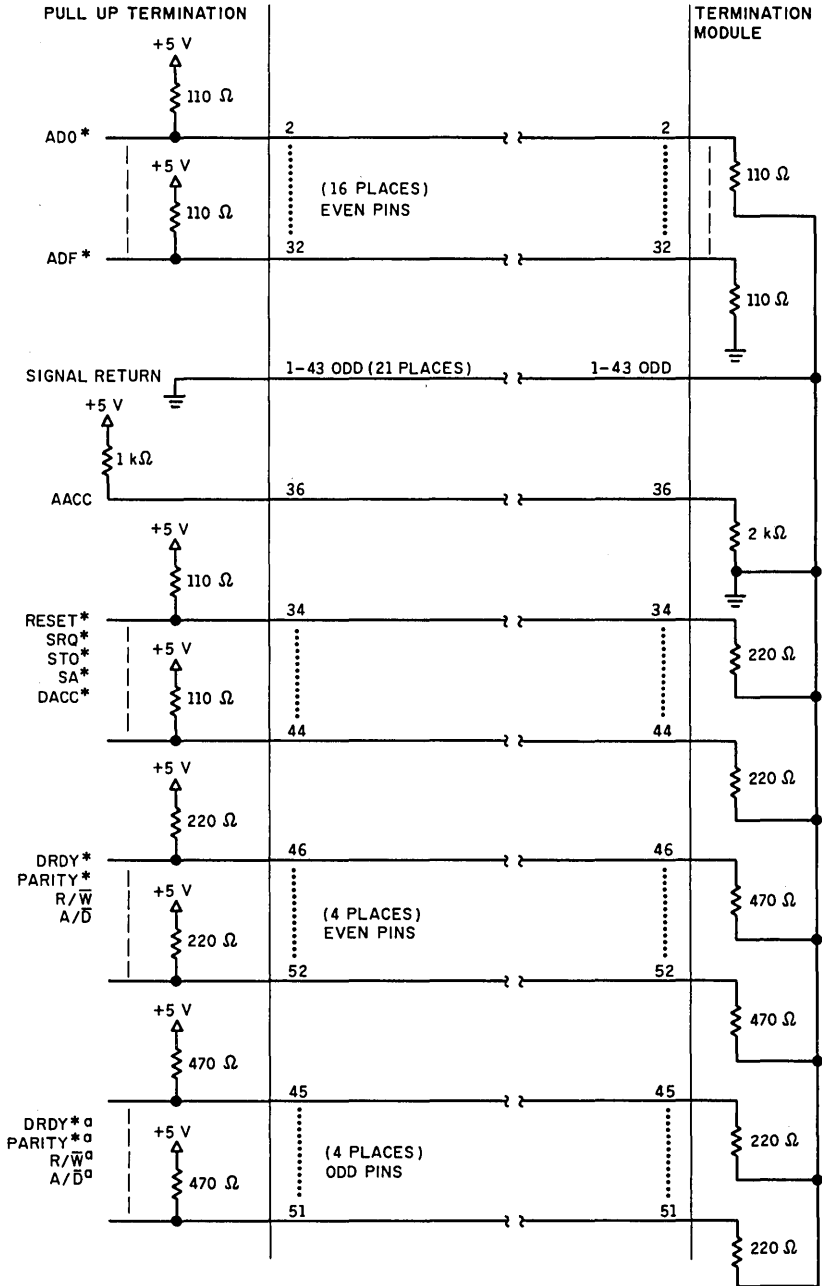 PULL UP TERMINATION
TERMINATION
MODULE
+5 V
110 Ω
AD0*
2
2
+5 V
110 Ω
(16 PLACES)
EVEN PINS
110 Ω
ADF*
32
32
110 Ω
SIGNAL RETURN
1-43 ODD (21 PLACES)
1-43 ODD
+5 V
1 kΩ
AACC
36
36
2 kΩ
+5 V
110 Ω
RESET*
SRQ*
STO*
SA*
DACC*
34
34
220 Ω
+5 V
110 Ω
44
44
220 Ω
+5 V
220 Ω
DRDY*
PARITY*
R/W̅
A/D̅
46
46
470 Ω
+5 V
220 Ω
(4 PLACES)
EVEN PINS
52
52
470 Ω
+5 V
470 Ω
45
45
220 Ω
DRDY*a
PARITY*a
R/W̅a
A/D̅a
+5 V
470 Ω
(4 PLACES)
ODD PINS
51
51
220 Ω